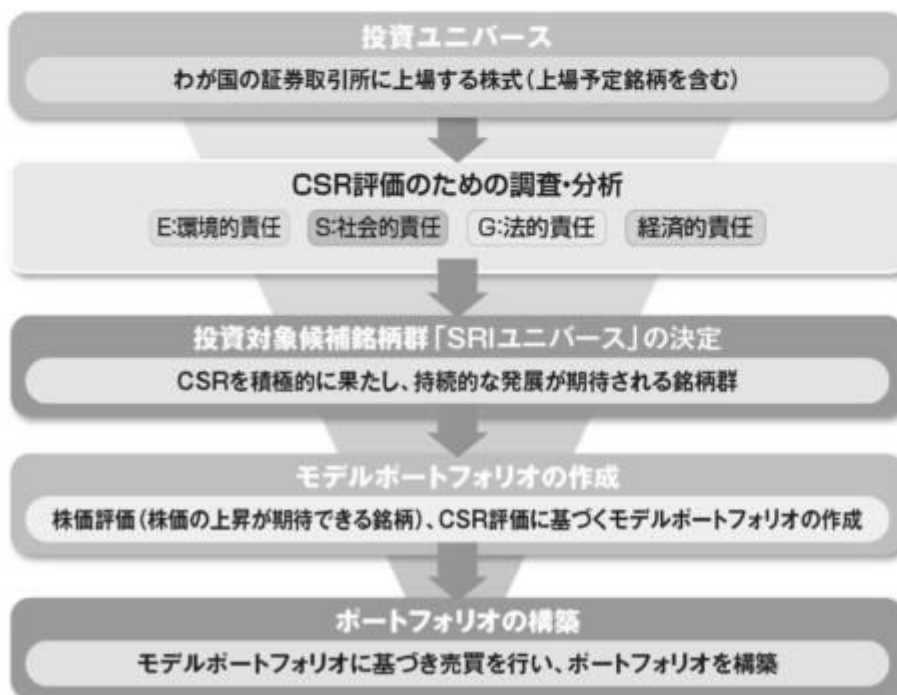 投資ユニバース
わが国の証券取引所に上場する株式(上場予定銘柄を含む)
CSR評価のための調査・分析
E:環境的責任 S:社会的責任 G:法的責任 経済的責任
投資対象候補銘柄群「SRIユニバース」の決定
CSRを積極的に果たし、持続的な発展が期待される銘柄群
モデルポートフォリオの作成
株価評価(株価の上昇が期待できる銘柄)、CSR評価に基づくモデルポートフォリオの作成
ポートフォリオの構築
モデルポートフォリオに基づき売買を行い、ポートフォリオを構築